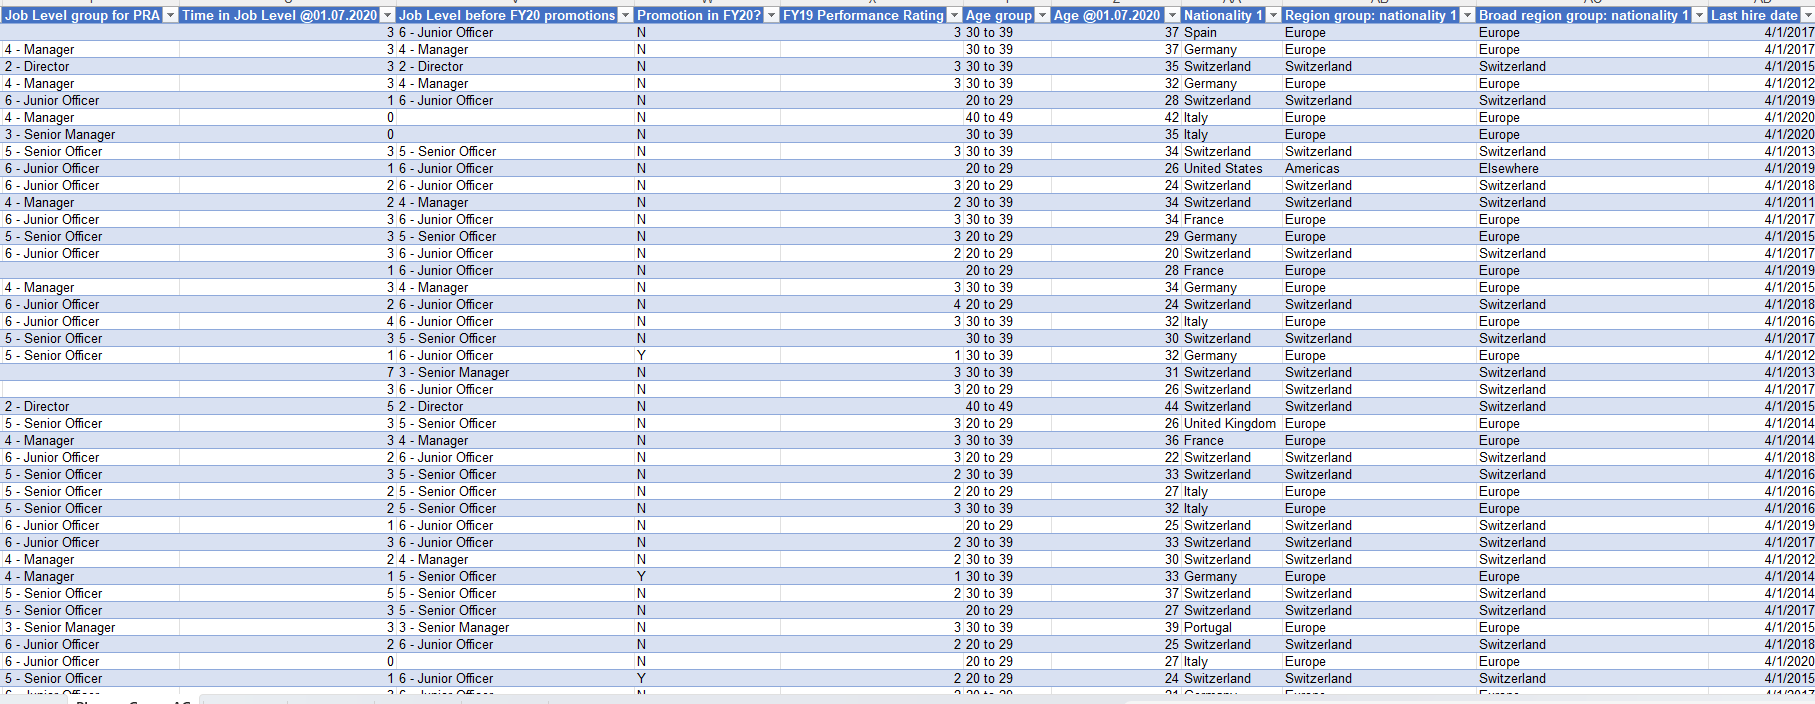 Job Level group for PRA Time in Job Level @01.07.2020 Job Level before FY20 promotions Promotion in FY20? FY19 Performance Rating Age group Age @01.07.2020 Nationality 1 Region group: nationality 1 Broad region group: nationality 1 Last hire date
3 6 - Junior Officer N 3 30 to 39 37 Spain Europe Europe 4/1/2017
4 - Manager 3 4 - Manager N 30 to 39 37 Germany Europe Europe 4/1/2017
2 - Director 3 2 - Director N 3 30 to 39 35 Switzerland Switzerland Switzerland 4/1/2015
4 - Manager 3 4 - Manager N 3 30 to 39 32 Germany Europe Europe 4/1/2012
6 - Junior Officer 1 6 - Junior Officer N 20 to 29 28 Switzerland Switzerland Switzerland 4/1/2019
4 - Manager 0 N 40 to 49 42 Italy Europe Europe 4/1/2020
3 - Senior Manager 0 N 30 to 39 35 Italy Europe Europe 4/1/2020
5 - Senior Officer 3 5 - Senior Officer N 3 30 to 39 34 Switzerland Switzerland Switzerland 4/1/2013
6 - Junior Officer 1 6 - Junior Officer N 20 to 29 26 United States Americas Elsewhere 4/1/2019
6 - Junior Officer 2 6 - Junior Officer N 3 20 to 29 24 Switzerland Switzerland Switzerland 4/1/2018
4 - Manager 2 4 - Manager N 2 30 to 39 34 Switzerland Switzerland Switzerland 4/1/2011
6 - Junior Officer 3 6 - Junior Officer N 3 30 to 39 34 France Europe Europe 4/1/2017
5 - Senior Officer 3 5 - Senior Officer N 3 20 to 29 29 Germany Europe Europe 4/1/2015
6 - Junior Officer 3 6 - Junior Officer N 2 20 to 29 20 Switzerland Switzerland Switzerland 4/1/2017
1 6 - Junior Officer N 20 to 29 28 France Europe Europe 4/1/2019
4 - Manager 3 4 - Manager N 3 30 to 39 34 Germany Europe Europe 4/1/2015
6 - Junior Officer 2 6 - Junior Officer N 4 20 to 29 24 Switzerland Switzerland Switzerland 4/1/2018
6 - Junior Officer 4 6 - Junior Officer N 3 30 to 39 32 Italy Europe Europe 4/1/2016
5 - Senior Officer 3 5 - Senior Officer N 30 to 39 30 Switzerland Switzerland Switzerland 4/1/2017
5 - Senior Officer 1 6 - Junior Officer Y 1 30 to 39 32 Germany Europe Europe 4/1/2012
7 3 - Senior Manager N 3 30 to 39 31 Switzerland Switzerland Switzerland 4/1/2013
3 6 - Junior Officer N 3 20 to 29 26 Switzerland Switzerland Switzerland 4/1/2017
2 - Director 5 2 - Director N 40 to 49 44 Switzerland Switzerland Switzerland 4/1/2015
5 - Senior Officer 3 5 - Senior Officer N 3 20 to 29 26 United Kingdom Europe Europe 4/1/2014
4 - Manager 3 4 - Manager N 3 30 to 39 36 France Europe Europe 4/1/2014
6 - Junior Officer 2 6 - Junior Officer N 3 20 to 29 22 Switzerland Switzerland Switzerland 4/1/2018
5 - Senior Officer 3 5 - Senior Officer N 2 30 to 39 33 Switzerland Switzerland Switzerland 4/1/2016
5 - Senior Officer 2 5 - Senior Officer N 2 20 to 29 27 Italy Europe Europe 4/1/2016
5 - Senior Officer 2 5 - Senior Officer N 3 30 to 39 32 Italy Europe Europe 4/1/2016
6 - Junior Officer 1 6 - Junior Officer N 20 to 29 25 Switzerland Switzerland Switzerland 4/1/2019
6 - Junior Officer 3 6 - Junior Officer N 2 30 to 39 33 Switzerland Switzerland Switzerland 4/1/2017
4 - Manager 2 4 - Manager N 2 30 to 39 30 Switzerland Switzerland Switzerland 4/1/2012
4 - Manager 1 5 - Senior Officer Y 1 30 to 39 33 Germany Europe Europe 4/1/2014
5 - Senior Officer 5 5 - Senior Officer N 2 30 to 39 37 Switzerland Switzerland Switzerland 4/1/2014
5 - Senior Officer 3 5 - Senior Officer N 20 to 29 27 Switzerland Switzerland Switzerland 4/1/2017
3 - Senior Manager 3 3 - Senior Manager N 3 30 to 39 39 Portugal Europe Europe 4/1/2015
6 - Junior Officer 2 6 - Junior Officer N 2 20 to 29 25 Switzerland Switzerland Switzerland 4/1/2018
6 - Junior Officer 0 N 20 to 29 27 Italy Europe Europe 4/1/2020
5 - Senior Officer 1 6 - Junior Officer Y 2 20 to 29 24 Switzerland Switzerland Switzerland 4/1/2015